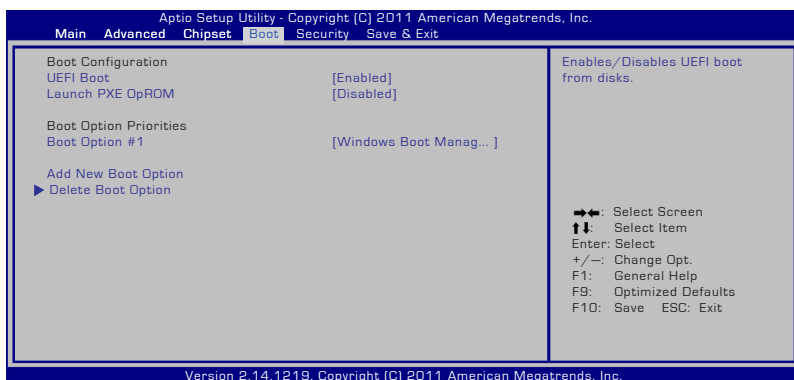 Aptio Setup Utility - Copyright (C) 2011 American Megatrends, Inc.
Main Advanced Chipset Boot Security Save & Exit
Boot Configuration
UEFI Boot [Enabled]
Launch PXE OpROM [Disabled]
Boot Option Priorities
Boot Option #1 [Windows Boot Manag... ]
Add New Boot Option
Delete Boot Option
Enables/Disables UEFI boot
from disks.
→←: Select Screen
↑↓: Select Item
Enter: Select
+/—: Change Opt.
F1: General Help
F9: Optimized Defaults
F10: Save ESC: Exit
Version 2.14.1219. Copyright (C) 2011 American Megatrends, Inc.